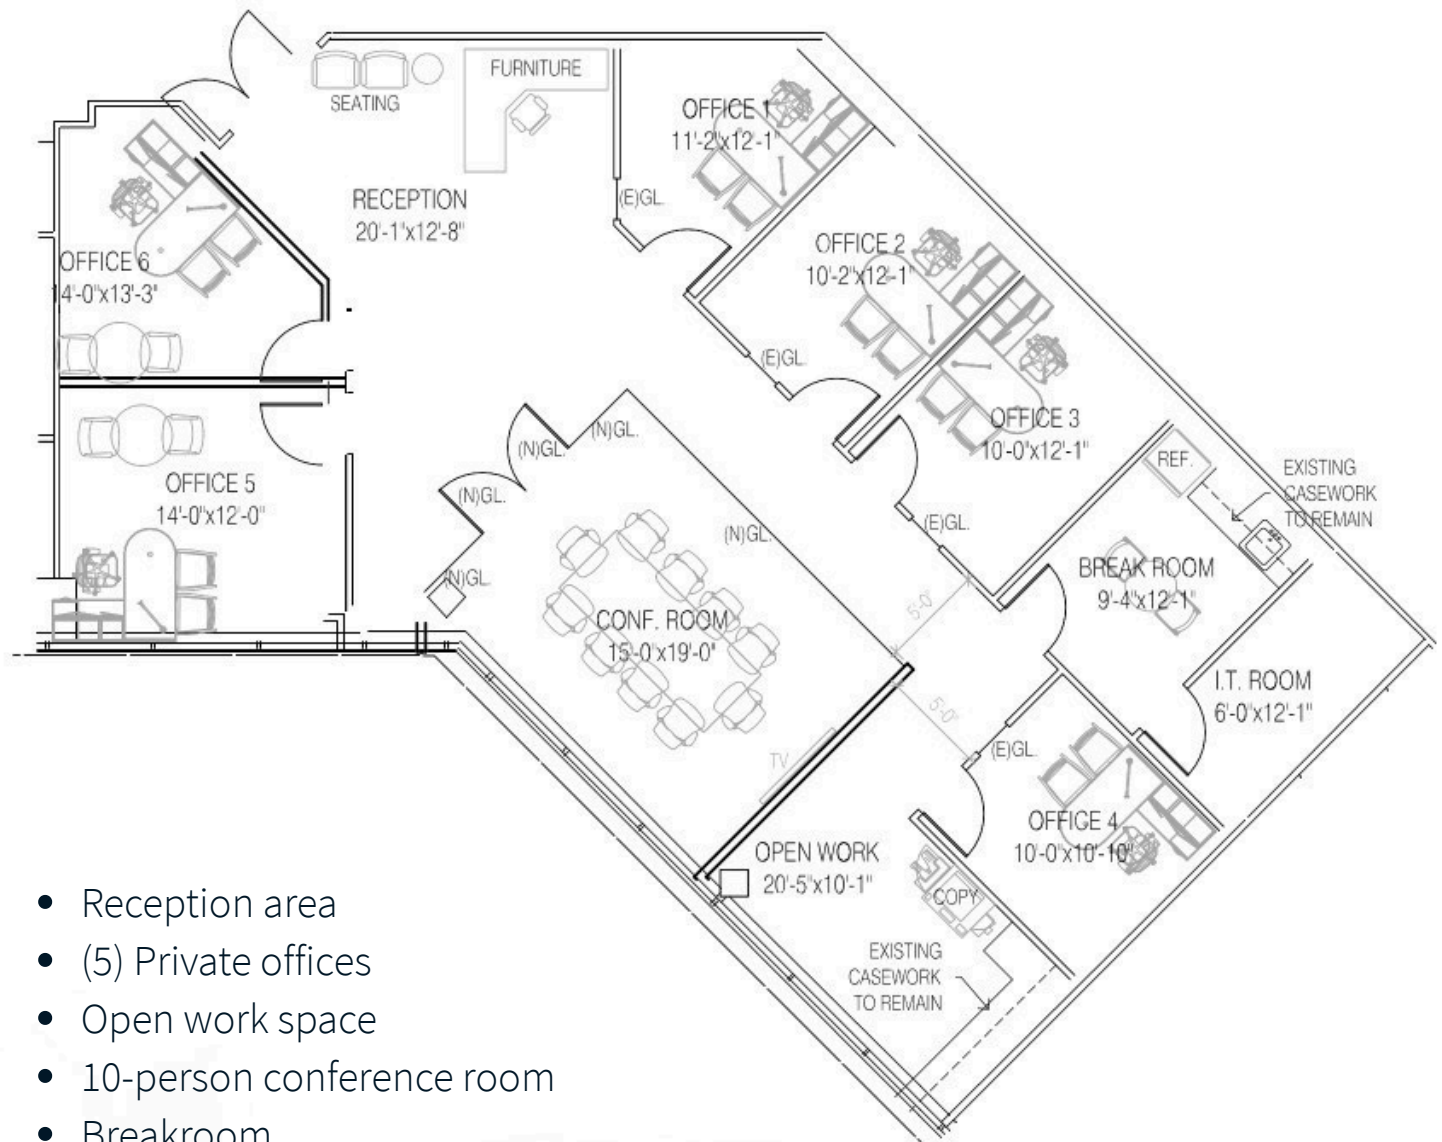 FURNITURE
SEATING
OFFICE 1
11'-2"x12'-1"
RECEPTION
20'-1"x12'-8"
(E)GL.
OFFICE 6
14'-0"x13'-3"
OFFICE 2
10'-2"x12'-1"
(E)GL.
OFFICE 3
10'-0"x12'-1"
(N)GL.
(N)GL.
(N)GL.
(N)GL.
(N)GL.
(E)GL.
REF.
EXISTING
CASEWORK
TO REMAIN
OFFICE 5
14'-0"x12'-0"
BREAK ROOM
9'-4"x12'-1"
5'-0"
CONF. ROOM
15'-0"x19'-0"
I.T. ROOM
6'-0"x12'-1"
5'-0"
(E)GL.
TV
OFFICE 4
10'-0"x10'-10"
OPEN WORK
20'-5"x10'-1"
COPY
EXISTING
CASEWORK
TO REMAIN
• Reception area
• (5) Private offices
• Open work space
• 10-person conference room
• Breakroom